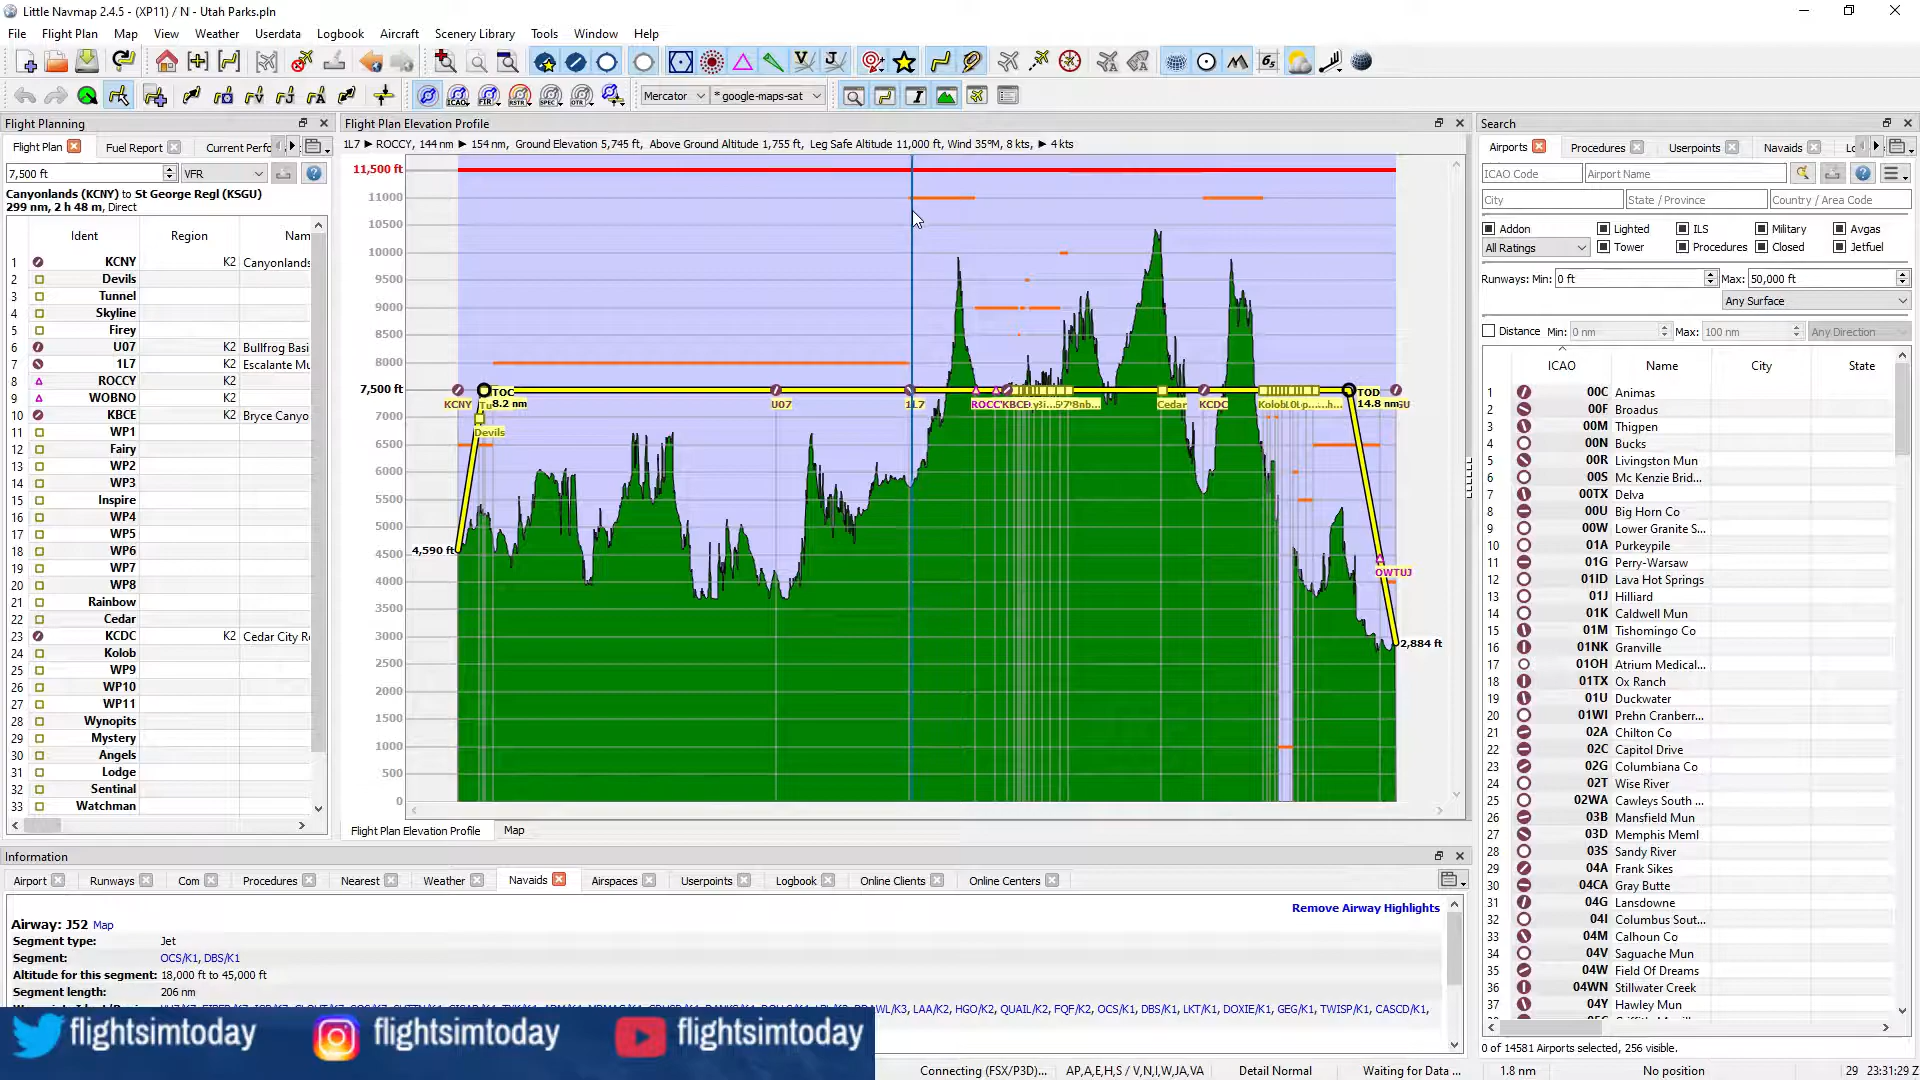 Little Navmap 2.4.5 - (XP11) / N - Utah Parks.pln
File Flight Plan Map View Weather Userdata Logbook Aircraft Scenery Library Tools Window Help
Mercator * google-maps-sat
Flight Planning
Flight Plan Fuel Report Current Perfo
7,500 ft VFR
Canyonlands (KCNY) to St George Regl (KSGU)
299 nm, 2 h 48 m, Direct
Ident Region Nam
1 KCNY K2 Canyonlands
2 Devils
3 Tunnel
4 Skyline
5 Firey
6 U07 K2 Bullfrog Basi
7 1L7 K2 Escalante Mu
8 ROCCY K2
9 WOBNO K2
10 KBCE K2 Bryce Canyo
11 WP1
12 Fairy
13 WP2
14 WP3
15 Inspire
16 WP4
17 WP5
18 WP6
19 WP7
20 WP8
21 Rainbow
22 Cedar
23 KCDC K2 Cedar City R
24 Kolob
25 WP9
26 WP10
27 WP11
28 Wynopits
29 Mystery
30 Angels
31 Lodge
32 Sentinal
33 Watchman
Flight Plan Elevation Profile
1L7 ► ROCCY, 144 nm ► 154 nm, Ground Elevation 5,745 ft, Above Ground Altitude 1,755 ft, Leg Safe Altitude 11,000 ft, Wind 35°M, 8 kts, ► 4 kts
11,500 ft
11000
10500
10000
9500
9000
8500
8000
7,500 ft
7000
6500
6000
5500
5000
4500
4000
3500
3000
2500
2000
1500
1000
500
0
TOC
8.2 nm
KCNY
Devils
U07
1L7
Cedar
KCDC
TOD
14.8 nm
OWTUJ
4,590 ft
2,884 ft
Flight Plan Elevation Profile Map
Search
Airports Procedures Userpoints Navaids
ICAO Code Airport Name
City State / Province Country / Area Code
Addon Lighted ILS Military Avgas
All Ratings Tower Procedures Closed Jetfuel
Runways: Min: 0 ft Max: 50,000 ft
Any Surface
Distance Min: 0 nm Max: 100 nm Any Direction
ICAO Name City State
1 00C Animas
2 00F Broadus
3 00M Thigpen
4 00N Bucks
5 00R Livingston Mun
6 00S Mc Kenzie Brid...
7 00TX Delva
8 00U Big Horn Co
9 00W Lower Granite S...
10 01A Purkeypile
11 01G Perry-Warsaw
12 01ID Lava Hot Springs
13 01J Hilliard
14 01K Caldwell Mun
15 01M Tishomingo Co
16 01NK Granville
17 01OH Atrium Medical...
18 01TX Ox Ranch
19 01U Duckwater
20 01WI Prehn Cranberr...
21 02A Chilton Co
22 02C Capitol Drive
23 02G Columbiana Co
24 02T Wise River
25 02WA Cawleys South ...
26 03B Mansfield Mun
27 03D Memphis Meml
28 03S Sandy River
29 04A Frank Sikes
30 04CA Gray Butte
31 04G Lansdowne
32 04I Columbus Sout...
33 04M Calhoun Co
34 04V Saguache Mun
35 04W Field Of Dreams
36 04WN Stillwater Creek
37 04Y Hawley Mun
0 of 14581 Airports selected, 256 visible.
Information
Airport Runways Com Procedures Nearest Weather Navaids Airspaces Userpoints Logbook Online Clients Online Centers
Remove Airway Highlights
Airway: J52 Map
Segment type: Jet
Segment: OCS/K1, DBS/K1
Altitude for this segment: 18,000 ft to 45,000 ft
Segment length: 206 nm
LAA/K2, HGO/K2, QUAIL/K2, FQF/K2, OCS/K1, DBS/K1, LKT/K1, DOXIE/K1, GEG/K1, TWISP/K1, CASCD/K1,
flightsimtoday flightsimtoday flightsimtoday
Connecting (FSX/P3D)... AP,A,E,H,S / V,N,I,W,JA,VA Detail Normal Waiting for Data ... 1.8 nm No position 29 23:31:29 Z